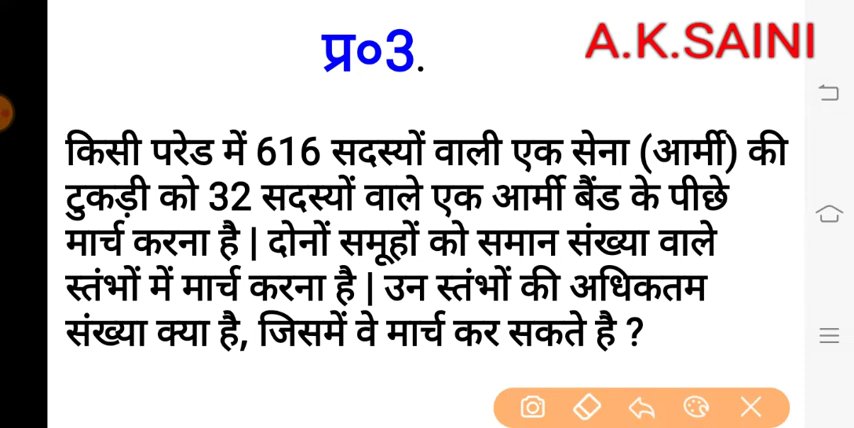 प्र०3.
A.K.SAINI
किसी परेड में 616 सदस्यों वाली एक सेना (आर्मी) की
टुकड़ी को 32 सदस्यों वाले एक आर्मी बैंड के पीछे
मार्च करना है | दोनों समूहों को समान संख्या वाले
स्तंभों में मार्च करना है | उन स्तंभों की अधिकतम
संख्या क्या है, जिसमें वे मार्च कर सकते है ?